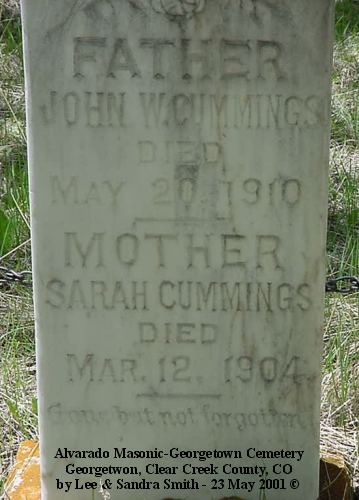 FATHER
JOHN W. CUMMINGS
DIED
MAY 20 1910
MOTHER
SARAH CUMMINGS
DIED
MAR. 12. 1904
Gone but not forgotten
Alvarado Masonic-Georgetown Cemetery
Georgetwon, Clear Creek County, CO
by Lee & Sandra Smith - 23 May 2001 ©